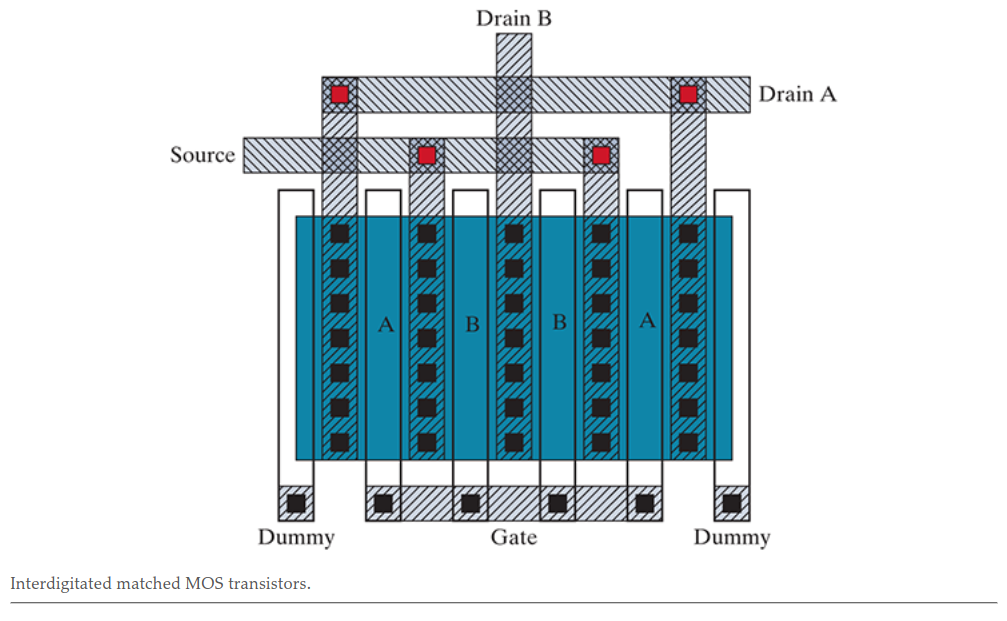 Drain B
Drain A
Source
A
B
B
A
Dummy
Gate
Dummy
Interdigitated matched MOS transistors.